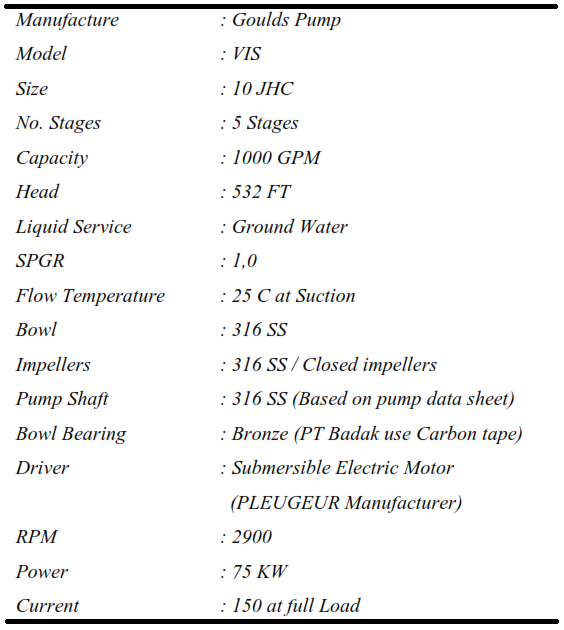 Manufacture : Goulds Pump
Model : VIS
Size : 10 JHC
No. Stages : 5 Stages
Capacity : 1000 GPM
Head : 532 FT
Liquid Service : Ground Water
SPGR : 1,0
Flow Temperature : 25 C at Suction
Bowl : 316 SS
Impellers : 316 SS / Closed impellers
Pump Shaft : 316 SS (Based on pump data sheet)
Bowl Bearing : Bronze (PT Badak use Carbon tape)
Driver : Submersible Electric Motor
(PLEUGEUR Manufacturer)
RPM : 2900
Power : 75 KW
Current : 150 at full Load